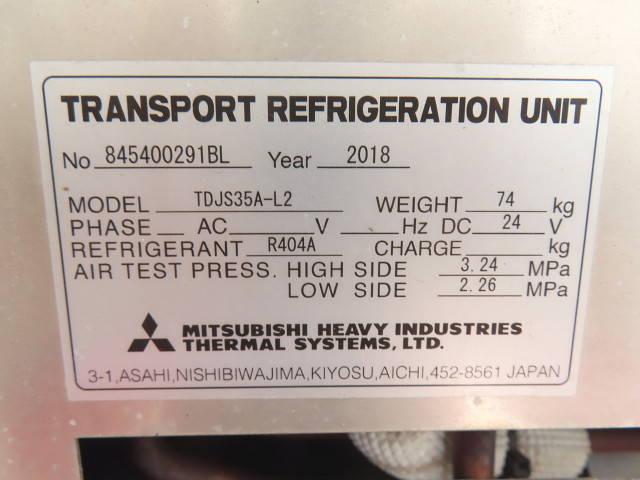 TRANSPORT REFRIGERATION UNIT
No 845400291BL Year 2018
MODEL TDJS35A-L2 WEIGHT 74 kg
PHASE AC V Hz DC 24 V
REFRIGERANT R404A CHARGE kg
AIR TEST PRESS. HIGH SIDE 3.24 MPa
LOW SIDE 2.26 MPa
MITSUBISHI HEAVY INDUSTRIES
THERMAL SYSTEMS, LTD.
3-1,ASAHI,NISHIBIWAJIMA,KIYOSU,AICHI,452-8561 JAPAN